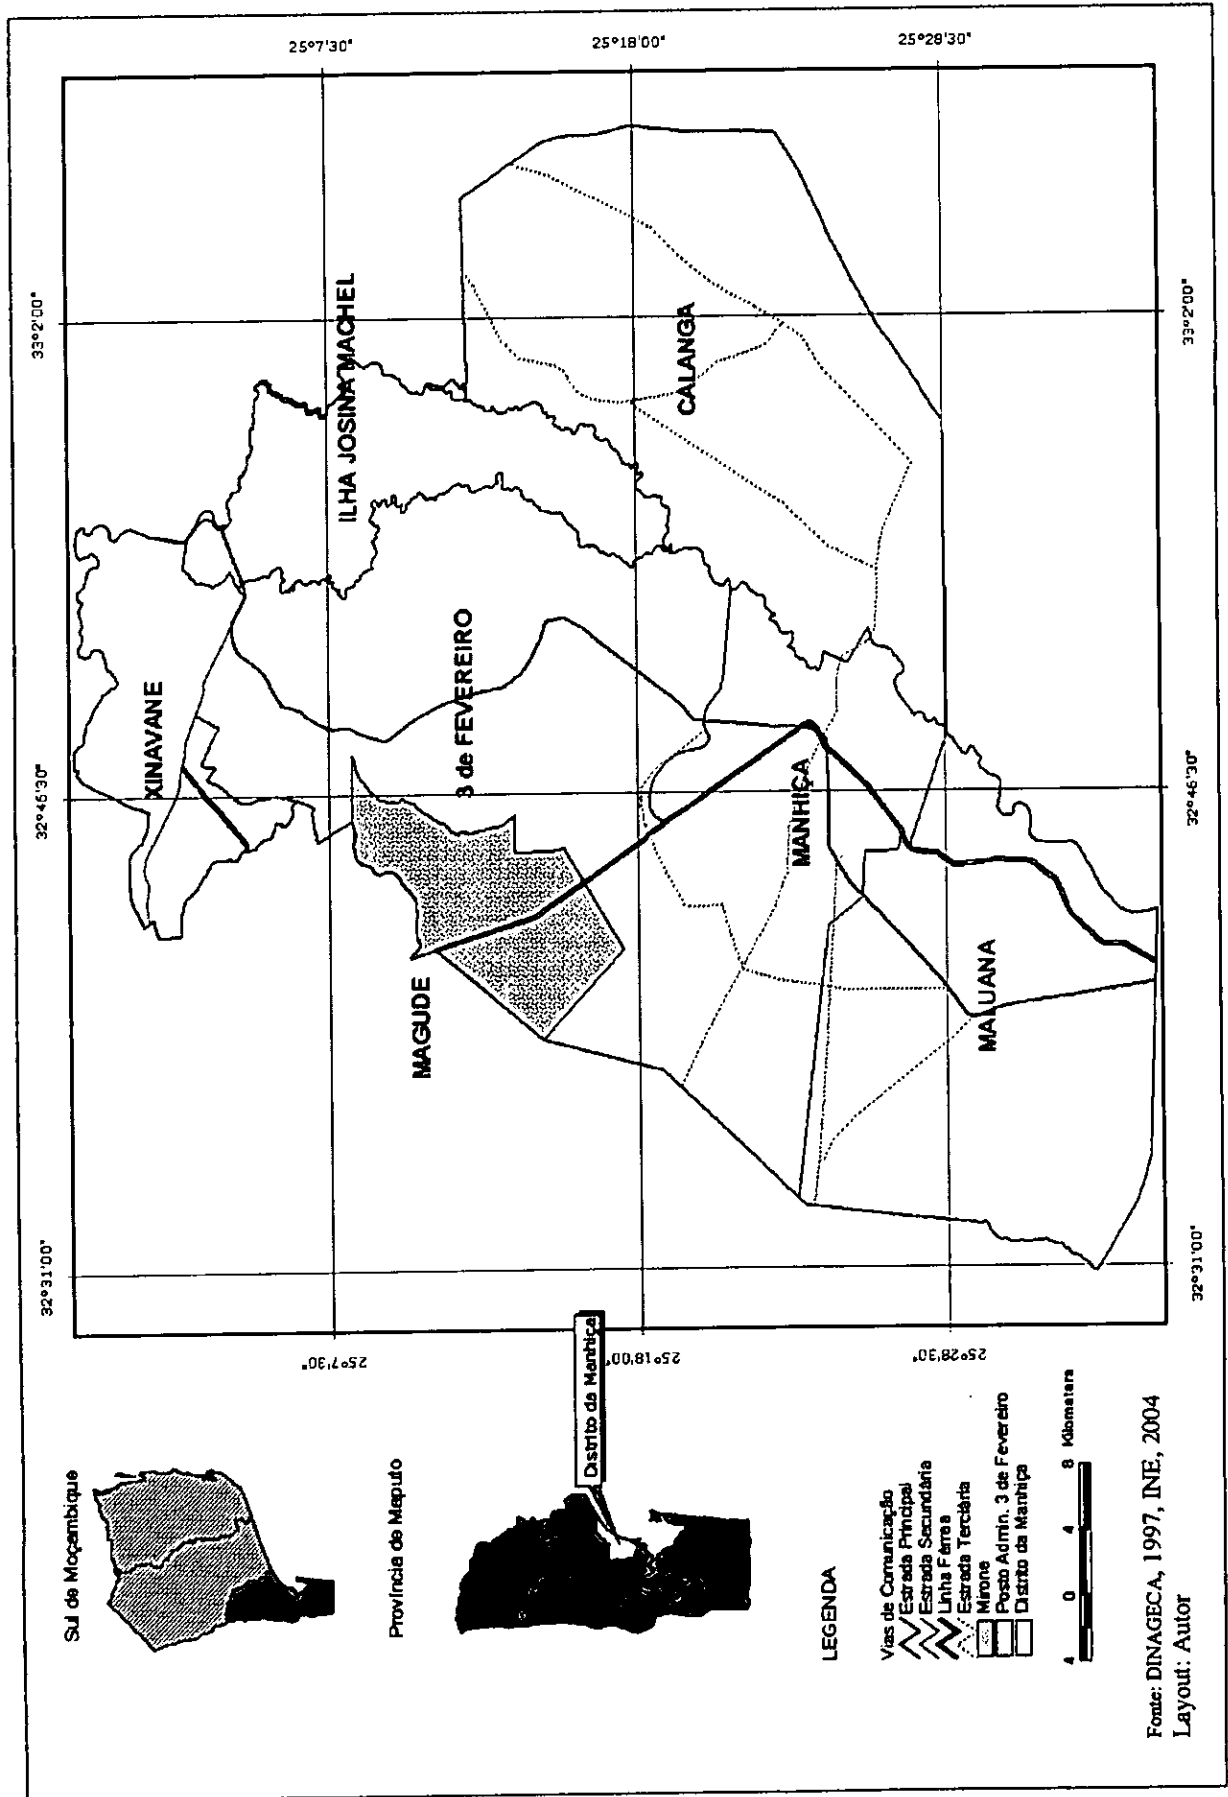 Sul de Moçambique
Província de Maputo
Distrito da Manhiça
LEGENDA
Vias de Comunicação
Estrada Principal
Estrada Secundária
Linha Férrea
Estrada Terciária
Mirona
Posto Admin. 3 de Fevereiro
Distrito da Manhiça
4 0 4 8 Kilometers
Fonte: DINAGECA, 1997, INE, 2004
Layout: Autor
32°31'00" 32°46'30" 33°2'00"
25°7'30" 25°7'30"
25°18'00" 25°18'00"
25°28'30" 25°28'30"
XINAVANE
ILHA JOSINA MACHEL
MAGUDE
3 de FEVEREIRO
CALANGA
MANHIÇA
MALUANA
32°31'00" 32°46'30" 33°2'00"